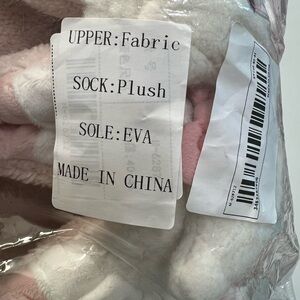 UPPER:Fabric
SOCK:Plush
SOLE:EVA
MADE IN CHINA